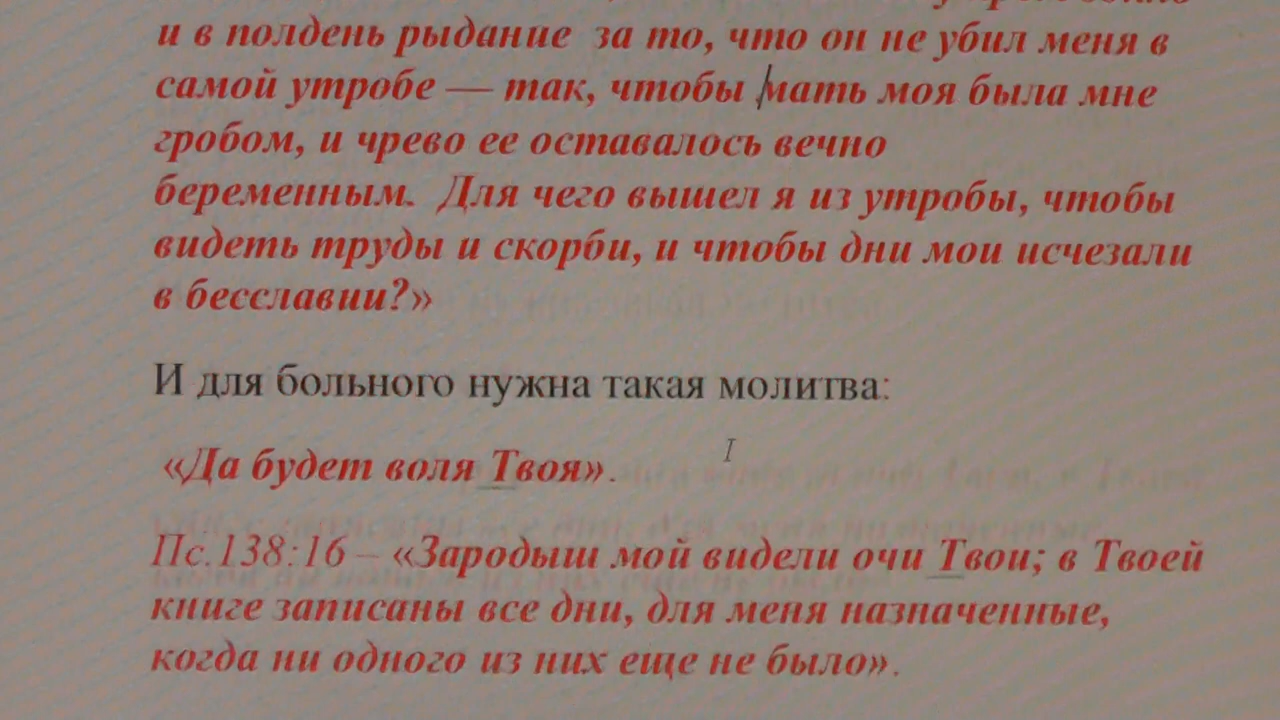 и в полдень рыдание за то, что он не убил меня в
самой утробе — так, чтобы мать моя была мне
гробом, и чрево ее оставалось вечно
беременным. Для чего вышел я из утробы, чтобы
видеть труды и скорби, и чтобы дни мои исчезали
в бесславии?»
И для больного нужна такая молитва:
«Да будет воля Твоя».
Пс.138:16 – «Зародыш мой видели очи Твои; в Твоей
книге записаны все дни, для меня назначенные,
когда ни одного из них еще не было».